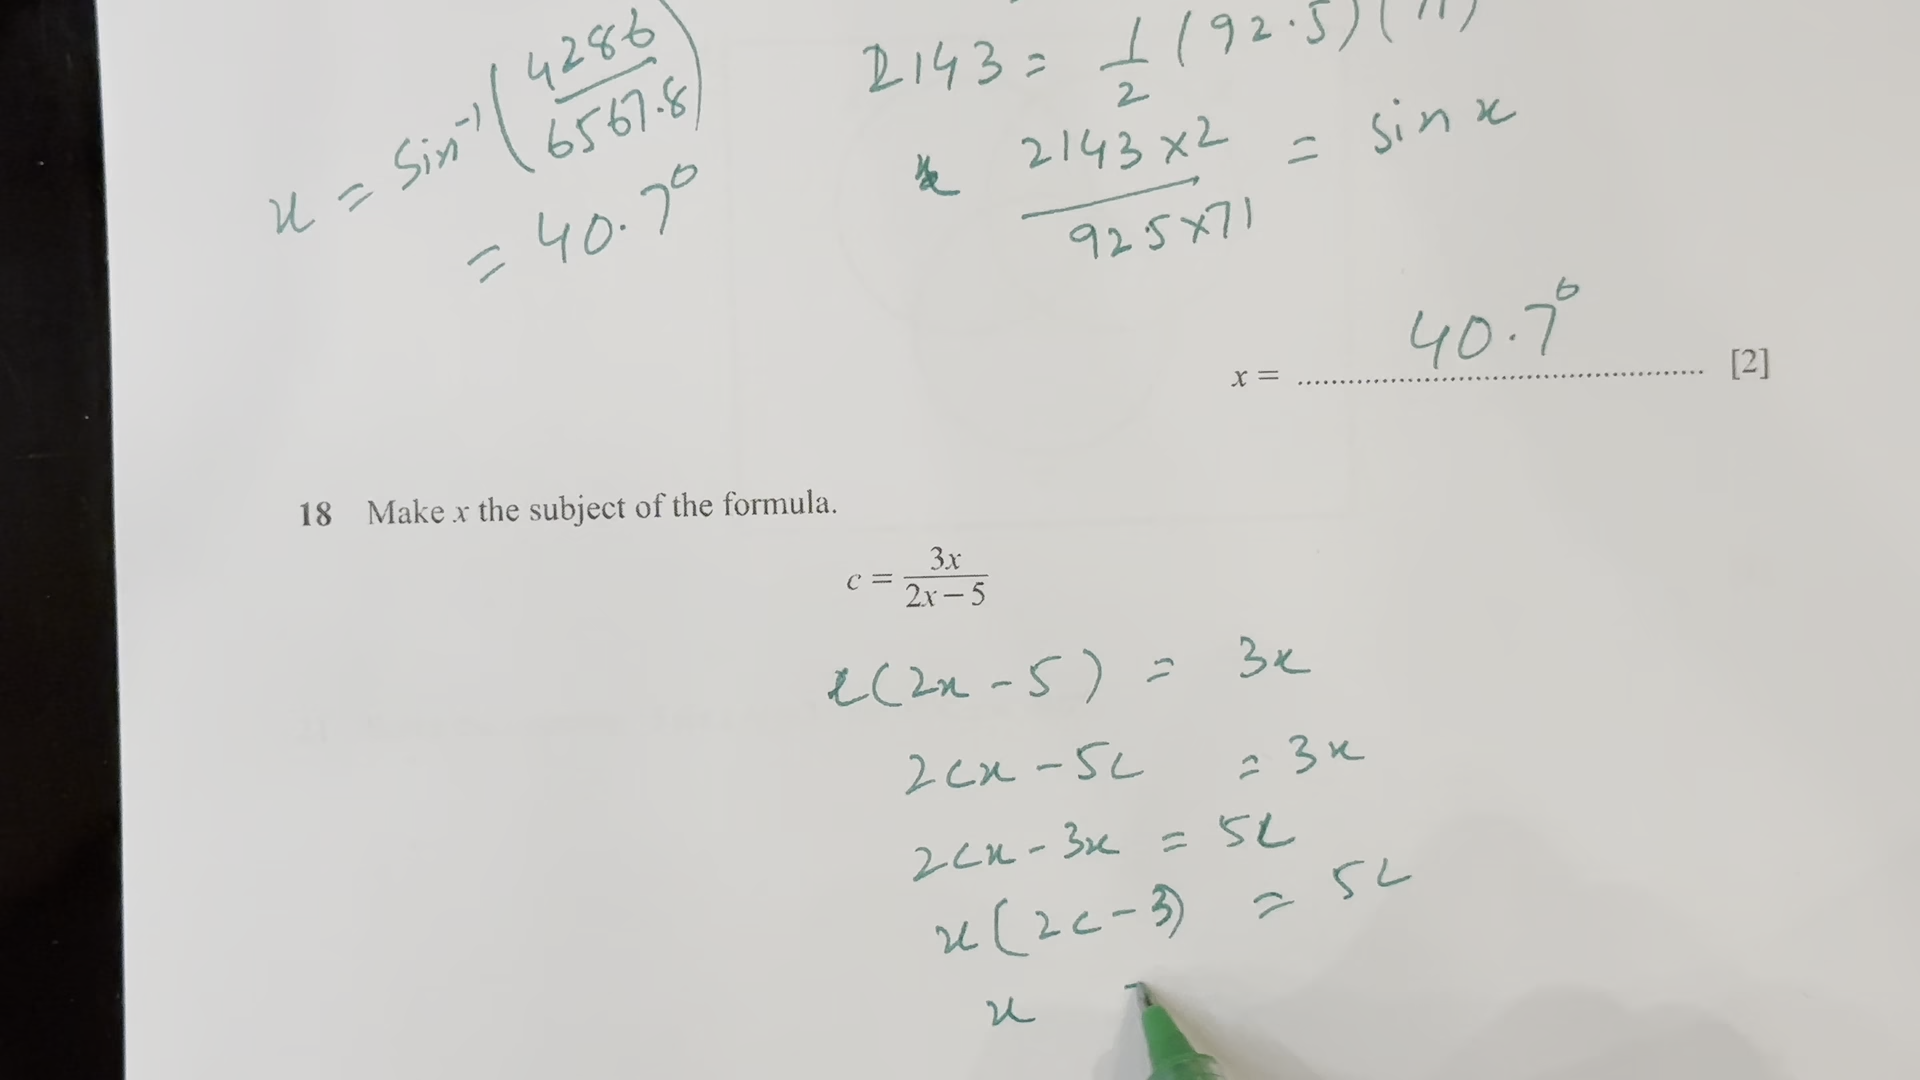 x = sin⁻¹(4286/6567.8)
= 40.7°
2143 = 1/2 (92.5)(71)
2143 x 2 / 925 x 71 = sin x
40.7°
x = .......................................................... [2]
18 Make x the subject of the formula.
c = 3x / 2x – 5
c(2x - 5) = 3x
2cx - 5c = 3x
2cx - 3x = 5c
x(2c - 3) = 5c
x